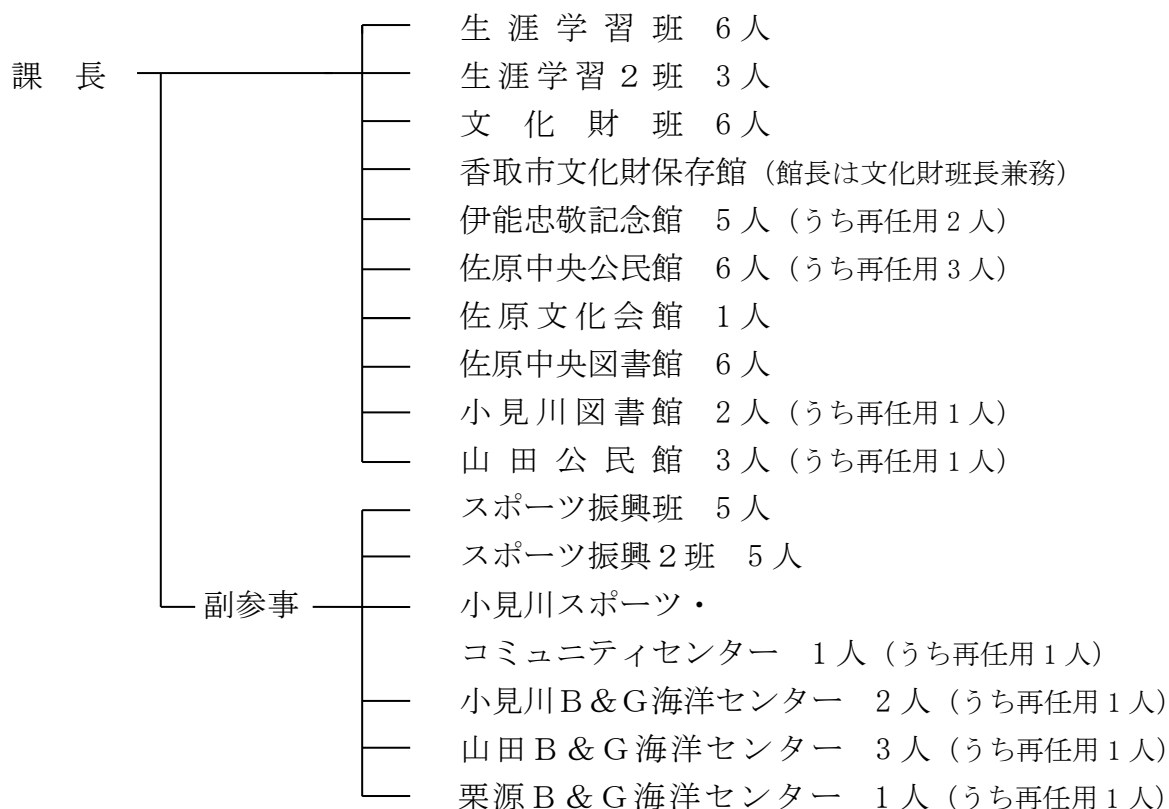 生涯学習班 6人
課長
生涯学習2班 3人
文化財班 6人
香取市文化財保存館（館長は文化財班長兼務）
伊能忠敬記念館 5人（うち再任用2人）
佐原中央公民館 6人（うち再任用3人）
佐原文化会館 1人
佐原中央図書館 6人
小見川図書館 2人（うち再任用1人）
山田公民館 3人（うち再任用1人）
スポーツ振興班 5人
スポーツ振興2班 5人
副参事
小見川スポーツ・
コミュニティセンター 1人（うち再任用1人）
小見川B＆G海洋センター 2人（うち再任用1人）
山田B＆G海洋センター 3人（うち再任用1人）
栗源B＆G海洋センター 1人（うち再任用1人）